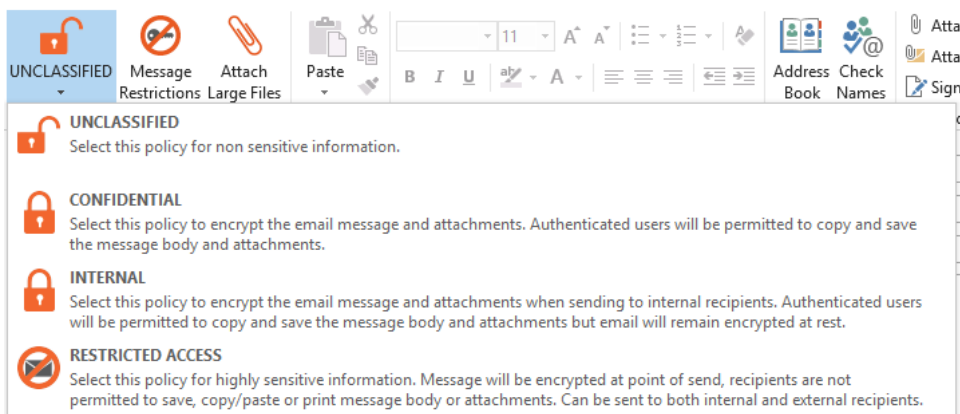 UNCLASSIFIED
Message
Restrictions
Attach
Large Files
Paste
11
A A
B I U
ab
A
Address
Book
Check
Names
Atta
Atta
Sign
UNCLASSIFIED
Select this policy for non sensitive information.
CONFIDENTIAL
Select this policy to encrypt the email message and attachments. Authenticated users will be permitted to copy and save
the message body and attachments.
INTERNAL
Select this policy to encrypt the email message and attachments when sending to internal recipients. Authenticated users
will be permitted to copy and save the message body and attachments but email will remain encrypted at rest.
RESTRICTED ACCESS
Select this policy for highly sensitive information. Message will be encrypted at point of send, recipients are not
permitted to save, copy/paste or print message body or attachments. Can be sent to both internal and external recipients.